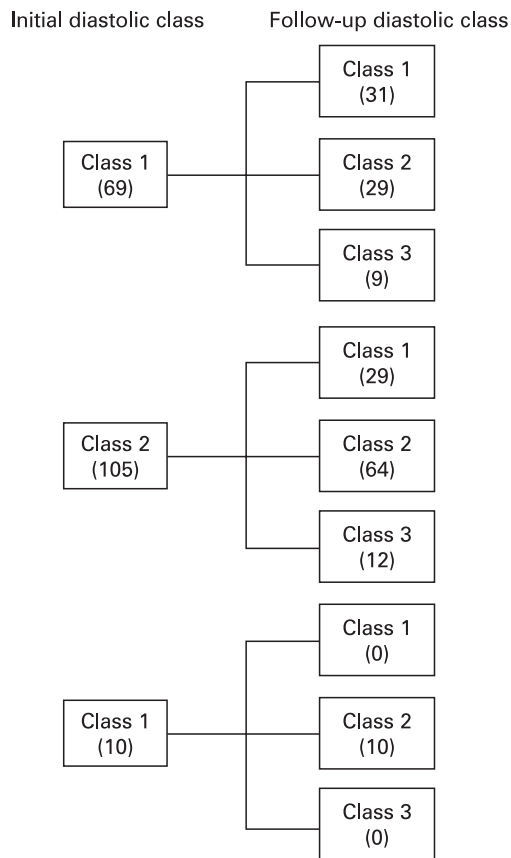 Initial diastolic class Follow-up diastolic class
Class 1
(31)
Class 1
(69)
Class 2
(29)
Class 3
(9)
Class 1
(29)
Class 2
(105)
Class 2
(64)
Class 3
(12)
Class 1
(0)
Class 1
(10)
Class 2
(10)
Class 3
(0)